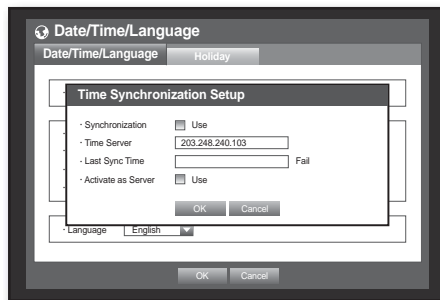 Date/Time/Language
Date/Time/Language Holiday
Time Synchronization Setup
· Synchronization Use
· Time Server 203.248.240.103
· Last Sync Time Fail
· Activate as Server Use
OK Cancel
· Language English
OK Cancel